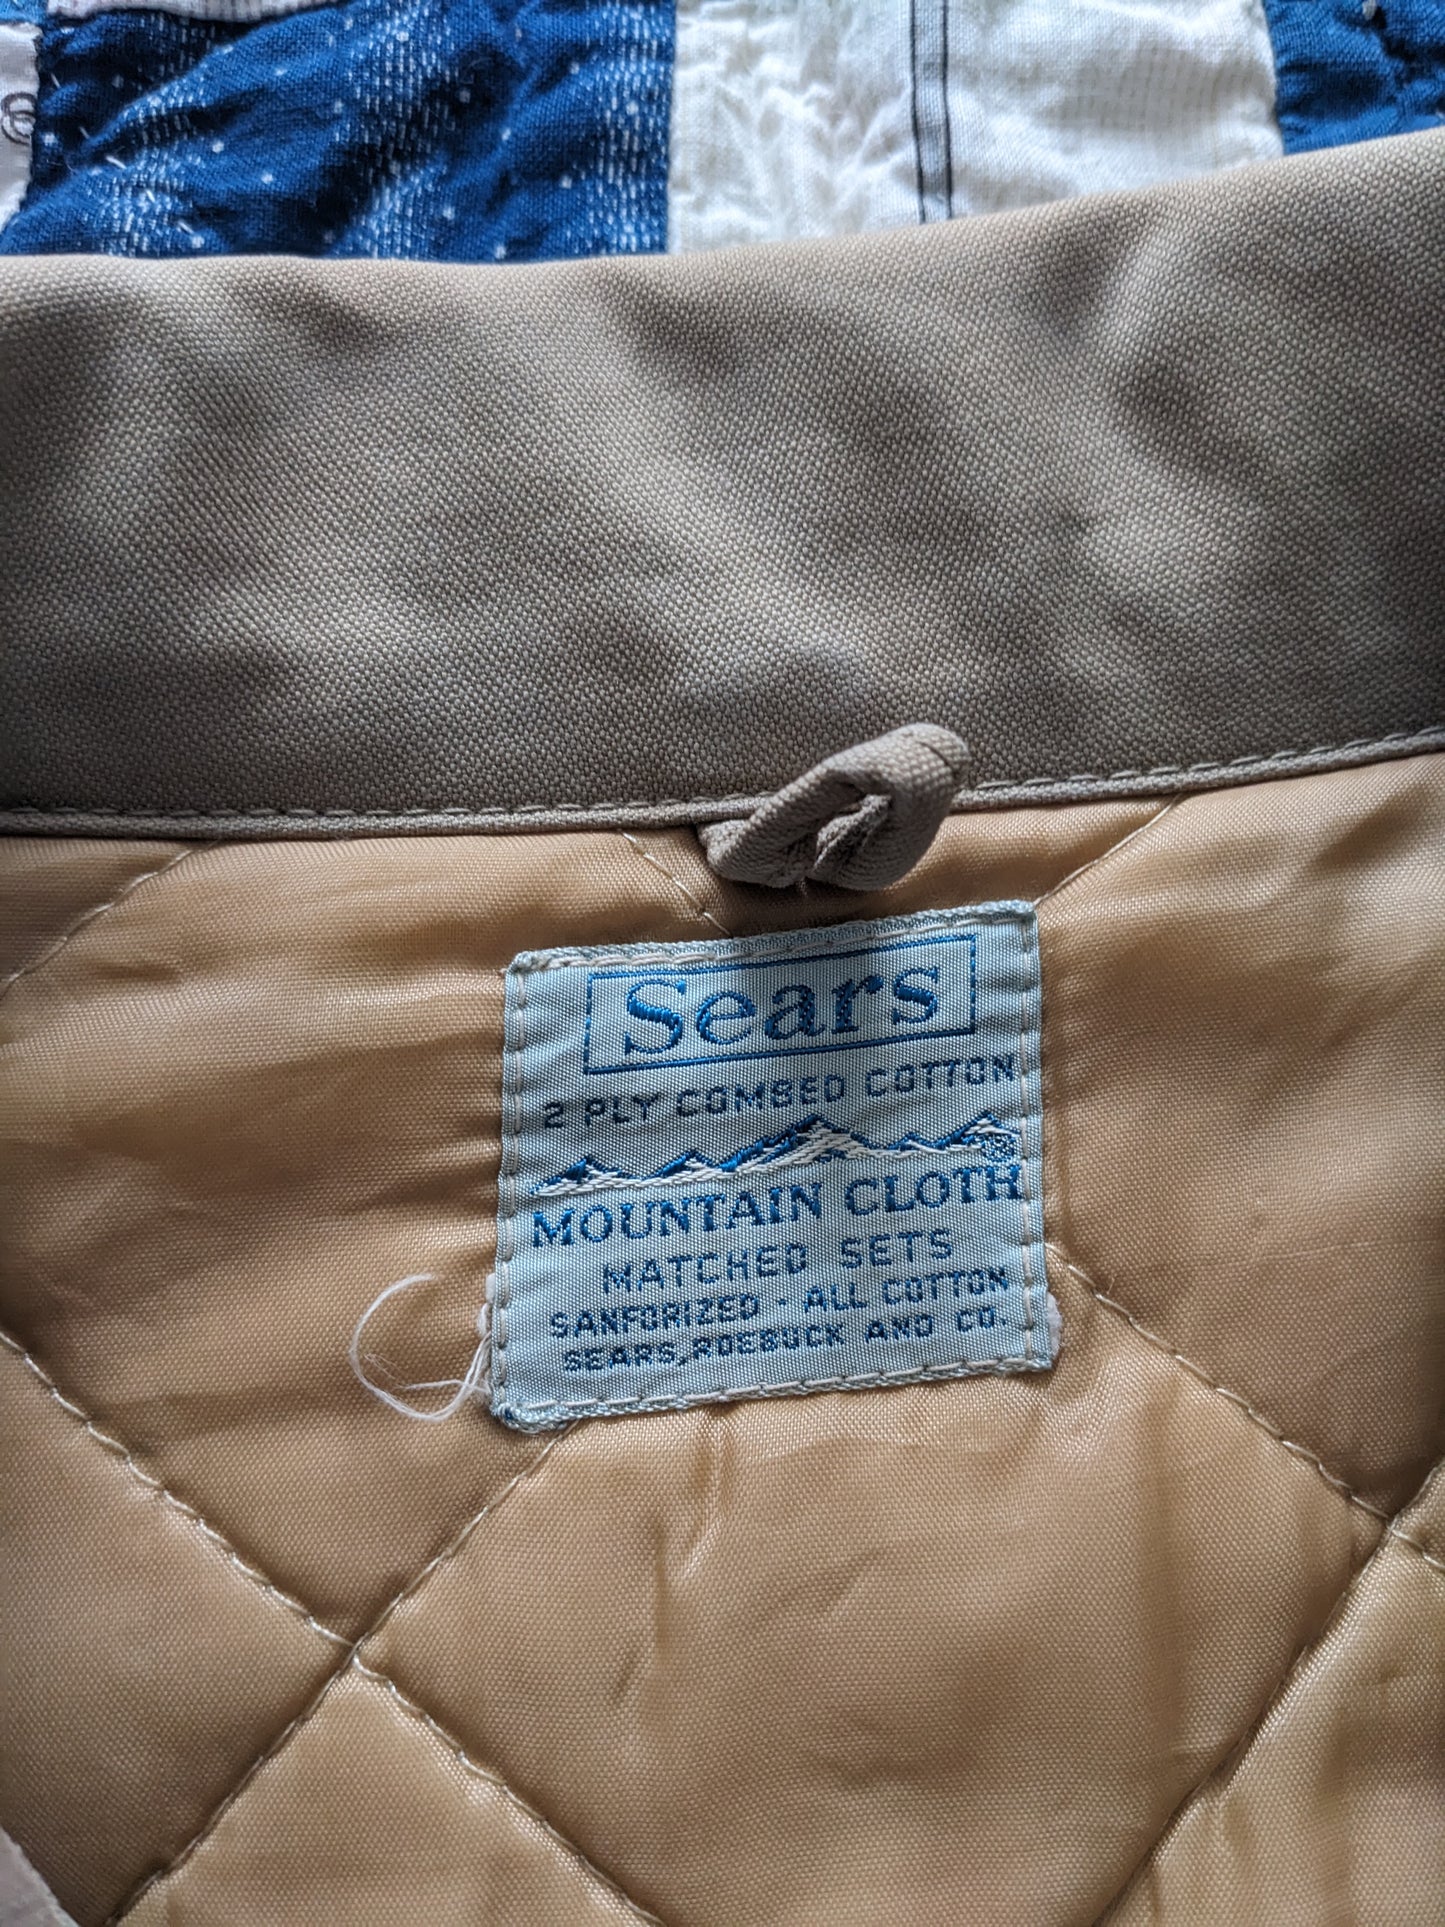 Sears
2 PLY COMBED COTTON
®
MOUNTAIN CLOTH
MATCHED SETS
SANFORIZED - ALL COTTON
SEARS, ROEBUCK AND CO.